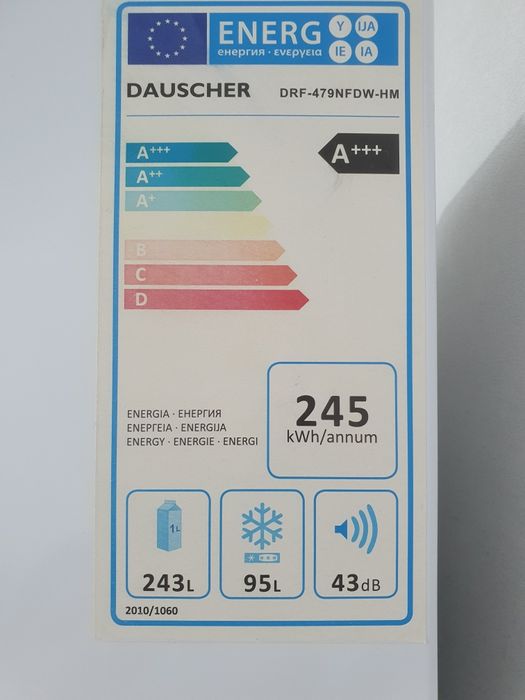 ENERG Y IJA
енергия · ενεργεια IE IA
DAUSCHER DRF-479NFDW-HM
A+++ A+++
A++
A+
B
C
D
245
kWh/annum
ENERGIA · ЕНЕРГИЯ
ΕΝΕΡΓΕΙΑ · ENERGIJA
ENERGY · ENERGIE · ENERGI
1L
243L 95L 43dB
2010/1060